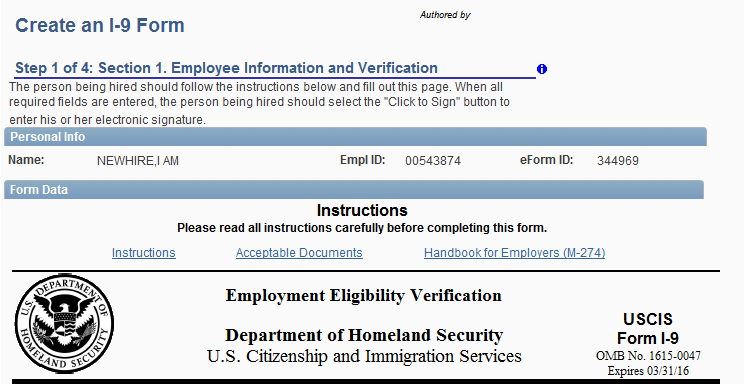 Authored by
Create an I-9 Form
Step 1 of 4: Section 1. Employee Information and Verification
The person being hired should follow the instructions below and fill out this page. When all
required fields are entered, the person being hired should select the "Click to Sign" button to
enter his or her electronic signature.
Personal Info
Name: NEWHIRE,I AM Empl ID: 00543874 eForm ID: 344969
Form Data
Instructions
Please read all instructions carefully before completing this form.
Instructions Acceptable Documents Handbook for Employers (M-274)
U.S. DEPARTMENT OF HOMELAND SECURITY
Employment Eligibility Verification
Department of Homeland Security
U.S. Citizenship and Immigration Services
USCIS
Form I-9
OMB No. 1615-0047
Expires 03/31/16